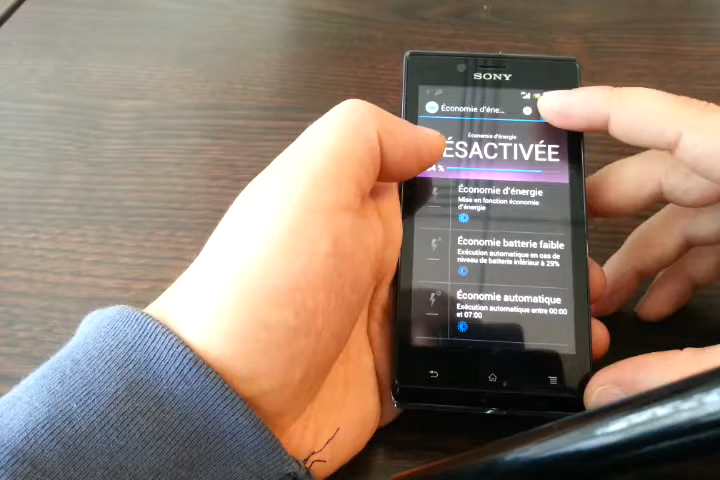 SONY
Économie d'éne...
Économie d'énergie
ÉSACTIVÉE
%
Économie d'énergie
Mise en fonction économie
d'énergie
Économie batterie faible
Exécution automatique en cas de
niveau de batterie inférieur à 29%
Économie automatique
Exécution automatique entre 00:00
et 07:00